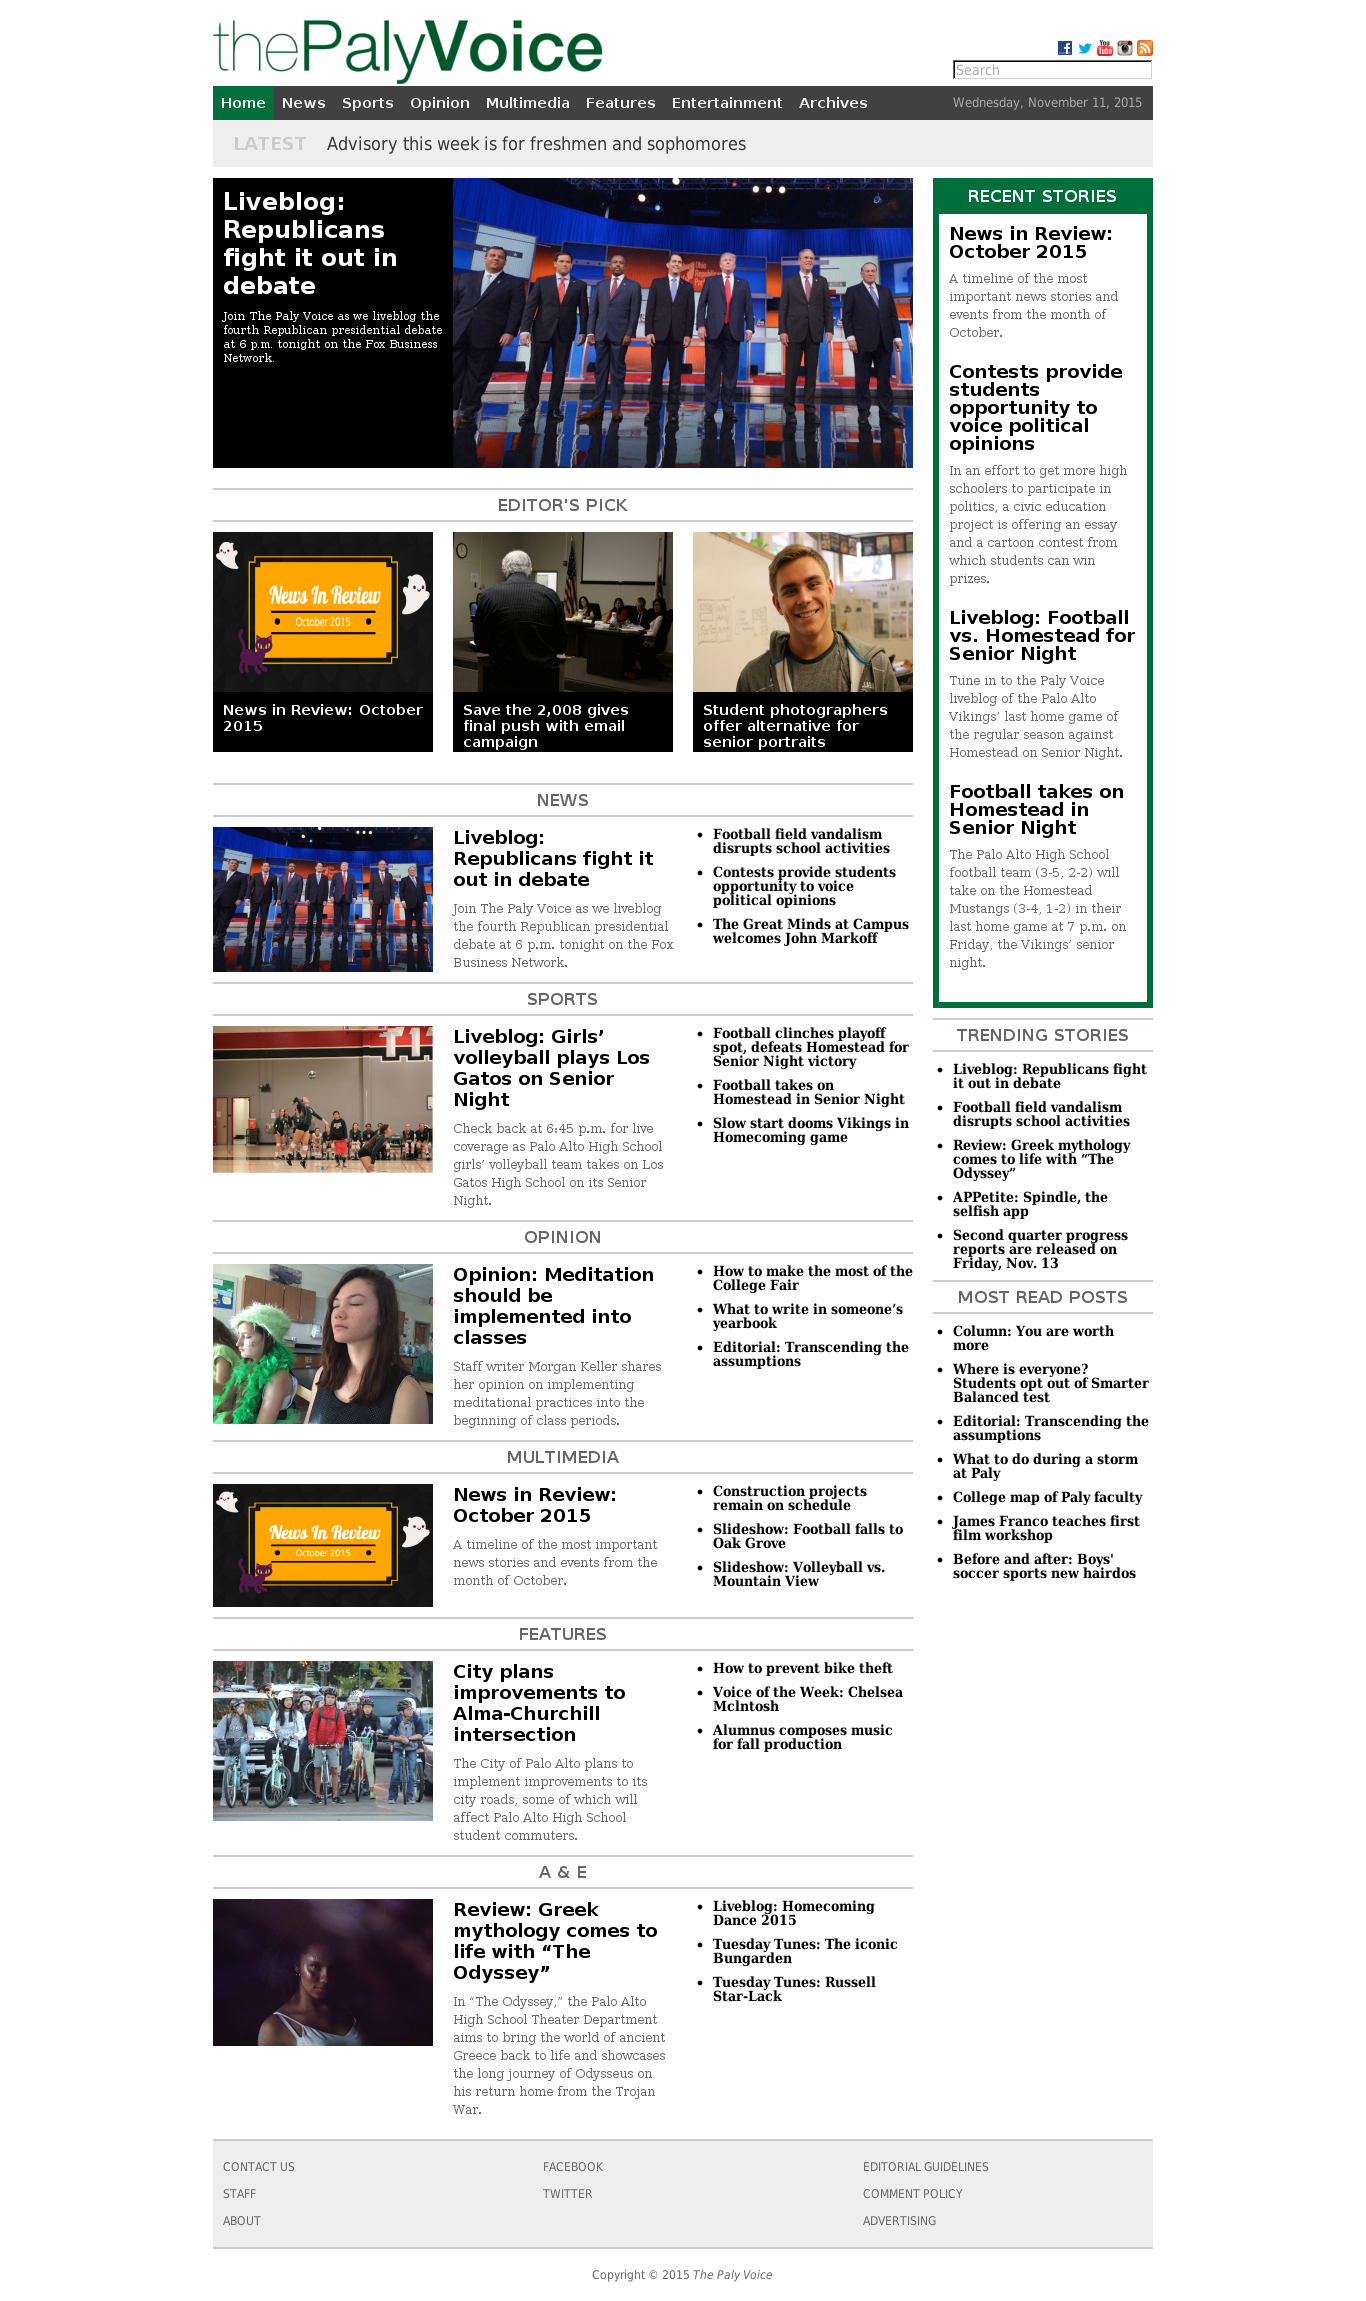 thePalyVoice
Search
Home News Sports Opinion Multimedia Features Entertainment Archives
Wednesday, November 11, 2015
LATEST Advisory this week is for freshmen and sophomores
Liveblog:
Republicans
fight it out in
debate
Join The Paly Voice as we liveblog the
fourth Republican presidential debate
at 6 p.m. tonight on the Fox Business
Network.
EDITOR'S PICK
News In Review
October 2015
News in Review: October
2015
Save the 2,008 gives
final push with email
campaign
Student photographers
offer alternative for
senior portraits
NEWS
Liveblog:
Republicans fight it
out in debate
Join The Paly Voice as we liveblog
the fourth Republican presidential
debate at 6 p.m. tonight on the Fox
Business Network.
• Football field vandalism
disrupts school activities
• Contests provide students
opportunity to voice
political opinions
• The Great Minds at Campus
welcomes John Markoff
SPORTS
Liveblog: Girls’
volleyball plays Los
Gatos on Senior
Night
Check back at 6:45 p.m. for live
coverage as Palo Alto High School
girls’ volleyball team takes on Los
Gatos High School on its Senior
Night.
• Football clinches playoff
spot, defeats Homestead for
Senior Night victory
• Football takes on
Homestead in Senior Night
• Slow start dooms Vikings in
Homecoming game
OPINION
Opinion: Meditation
should be
implemented into
classes
Staff writer Morgan Keller shares
her opinion on implementing
meditational practices into the
beginning of class periods.
• How to make the most of the
College Fair
• What to write in someone’s
yearbook
• Editorial: Transcending the
assumptions
MULTIMEDIA
News In Review
October 2015
News in Review:
October 2015
A timeline of the most important
news stories and events from the
month of October.
• Construction projects
remain on schedule
• Slideshow: Football falls to
Oak Grove
• Slideshow: Volleyball vs.
Mountain View
FEATURES
City plans
improvements to
Alma-Churchill
intersection
The City of Palo Alto plans to
implement improvements to its
city roads, some of which will
affect Palo Alto High School
student commuters.
• How to prevent bike theft
• Voice of the Week: Chelsea
McIntosh
• Alumnus composes music
for fall production
A & E
Review: Greek
mythology comes to
life with “The
Odyssey”
In “The Odyssey,” the Palo Alto
High School Theater Department
aims to bring the world of ancient
Greece back to life and showcases
the long journey of Odysseus on
his return home from the Trojan
War.
• Liveblog: Homecoming
Dance 2015
• Tuesday Tunes: The iconic
Bungarden
• Tuesday Tunes: Russell
Star-Lack
RECENT STORIES
News in Review:
October 2015
A timeline of the most
important news stories and
events from the month of
October.
Contests provide
students
opportunity to
voice political
opinions
In an effort to get more high
schoolers to participate in
politics, a civic education
project is offering an essay
and a cartoon contest from
which students can win
prizes.
Liveblog: Football
vs. Homestead for
Senior Night
Tune in to the Paly Voice
liveblog of the Palo Alto
Vikings’ last home game of
the regular season against
Homestead on Senior Night.
Football takes on
Homestead in
Senior Night
The Palo Alto High School
football team (3-5, 2-2) will
take on the Homestead
Mustangs (3-4, 1-2) in their
last home game at 7 p.m. on
Friday, the Vikings’ senior
night.
TRENDING STORIES
• Liveblog: Republicans fight
it out in debate
• Football field vandalism
disrupts school activities
• Review: Greek mythology
comes to life with “The
Odyssey”
• APPetite: Spindle, the
selfish app
• Second quarter progress
reports are released on
Friday, Nov. 13
MOST READ POSTS
• Column: You are worth
more
• Where is everyone?
Students opt out of Smarter
Balanced test
• Editorial: Transcending the
assumptions
• What to do during a storm
at Paly
• College map of Paly faculty
• James Franco teaches first
film workshop
• Before and after: Boys'
soccer sports new hairdos
CONTACT US
STAFF
ABOUT
FACEBOOK
TWITTER
EDITORIAL GUIDELINES
COMMENT POLICY
ADVERTISING
Copyright © 2015 The Paly Voice